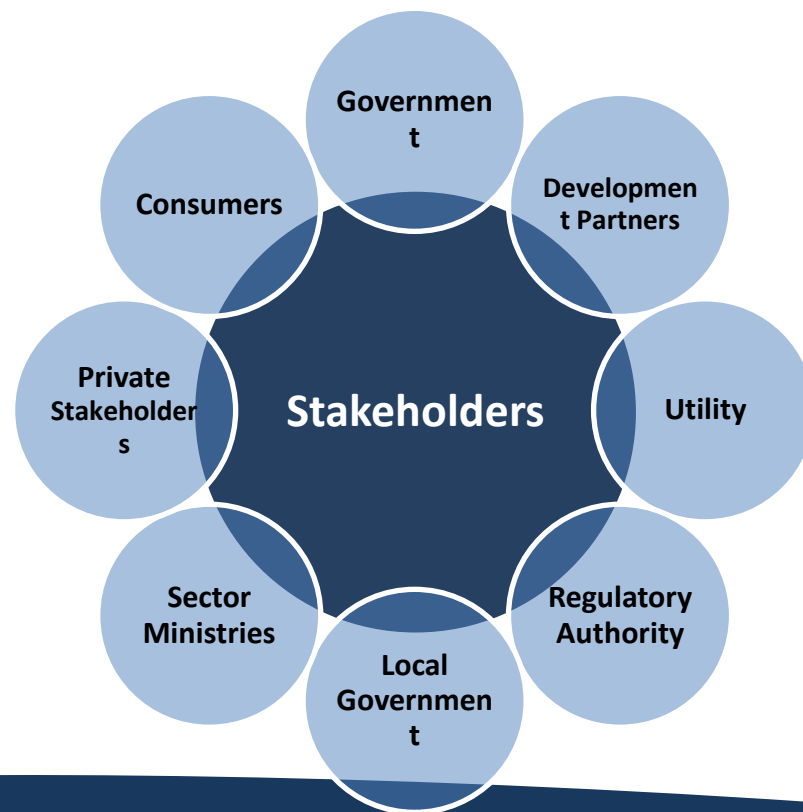 Governmen
t
Developmen
t Partners
Utility
Regulatory
Authority
Local
Governmen
t
Sector
Ministries
Private
Stakeholder
s
Consumers
Stakeholders